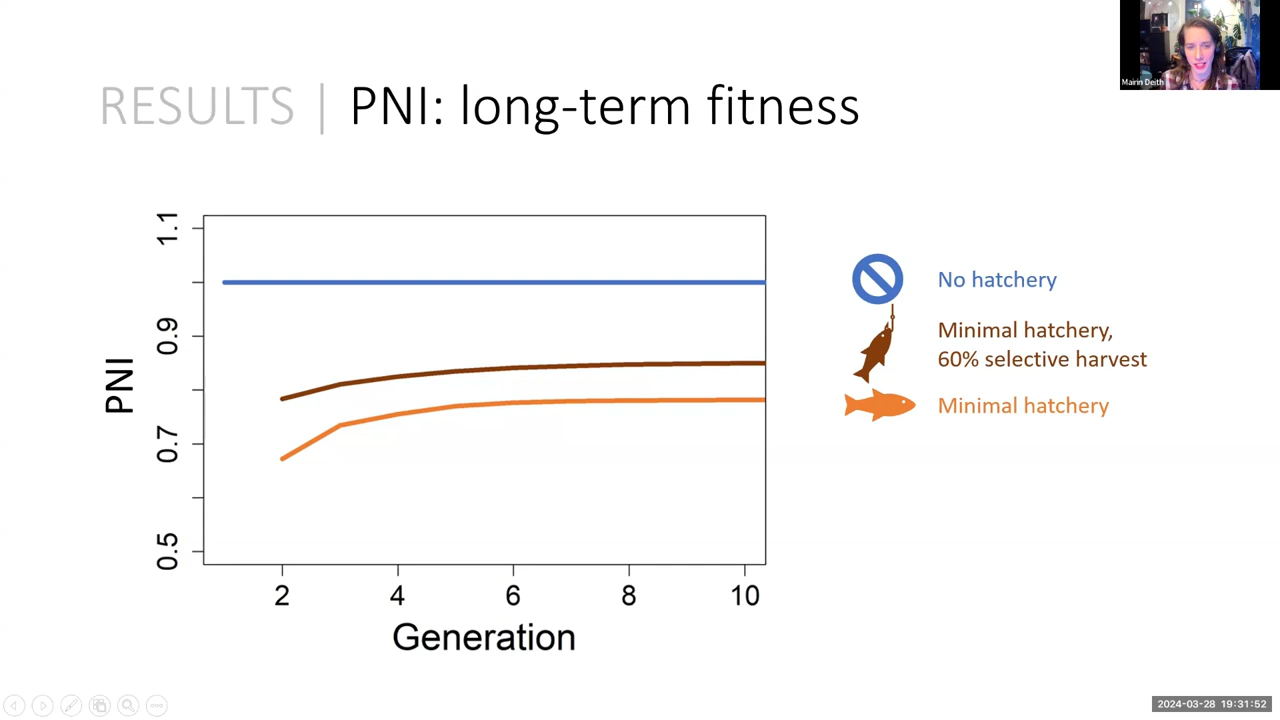 Mairin Deith
RESULTS | PNI: long-term fitness
1.1
0.9
0.7
0.5
PNI
2 4 6 8 10
Generation
No hatchery
Minimal hatchery,
60% selective harvest
Minimal hatchery
2024-03-28 19:31:52